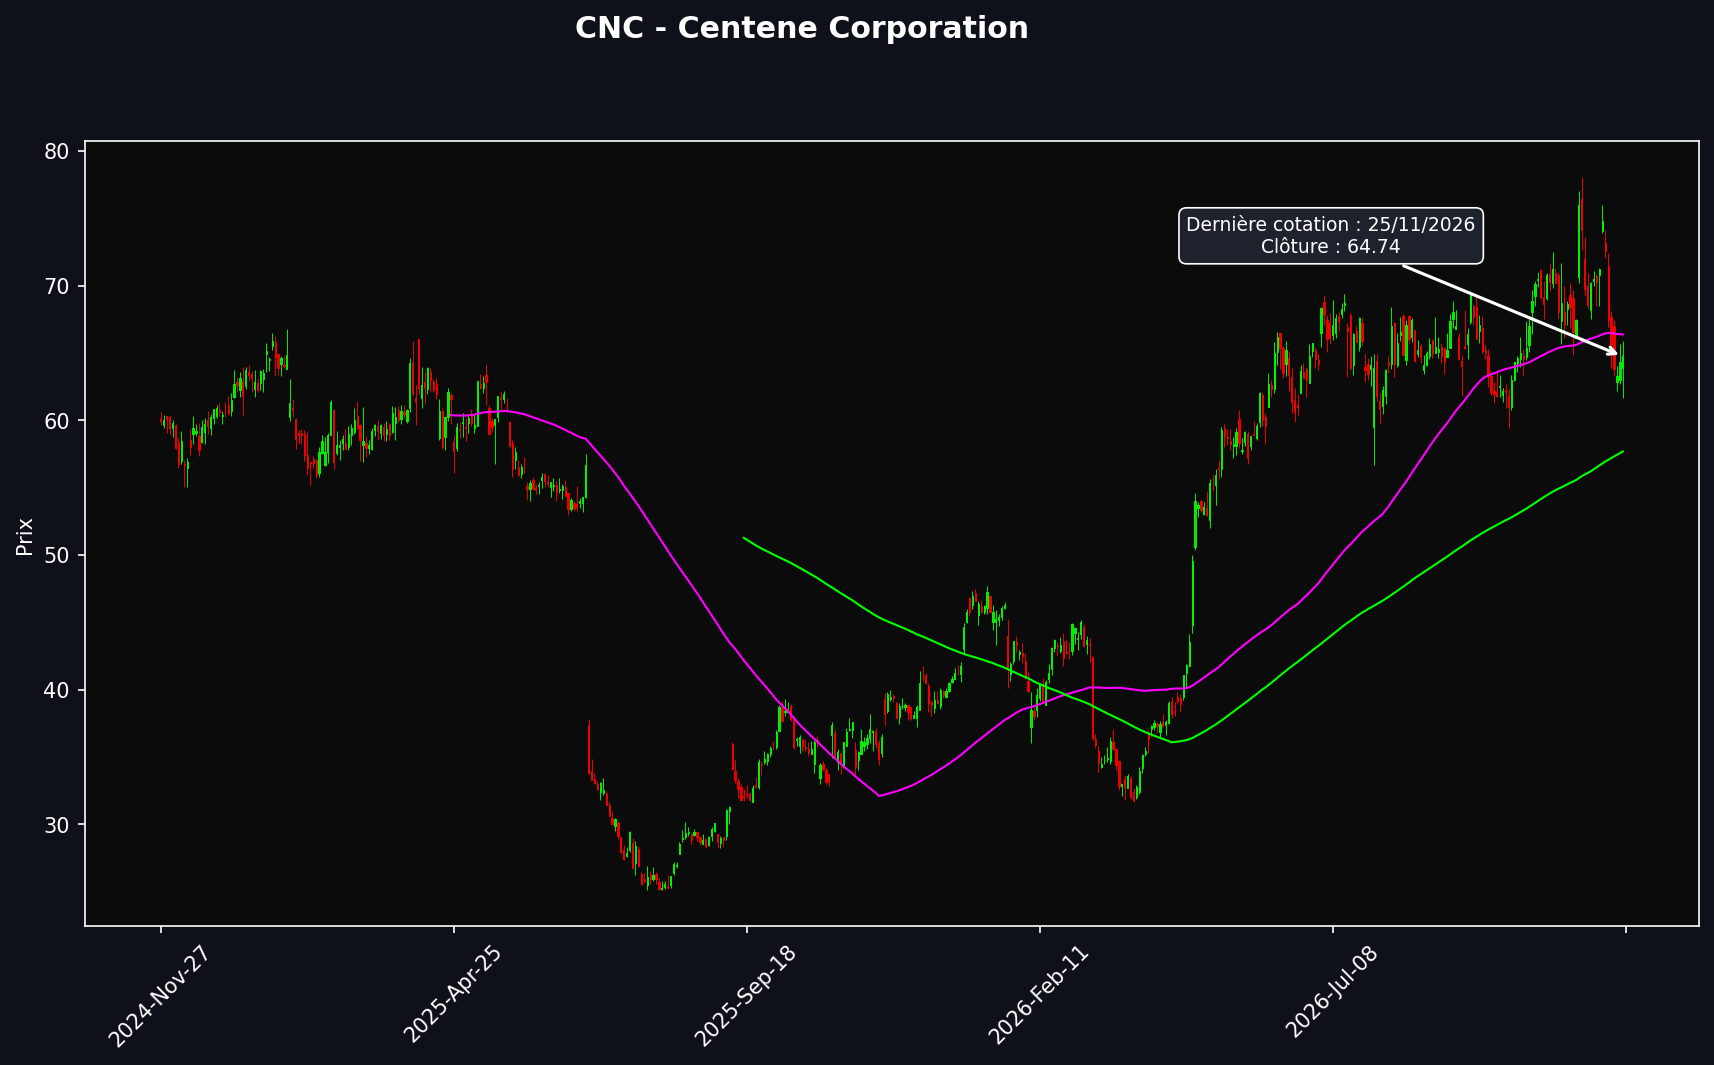 CNC - Centene Corporation
Dernière cotation : 25/11/2026
Clôture : 64.74
Prix
80
70
60
50
40
30
2024-Nov-27
2025-Apr-25
2025-Sep-18
2026-Feb-11
2026-Jul-08